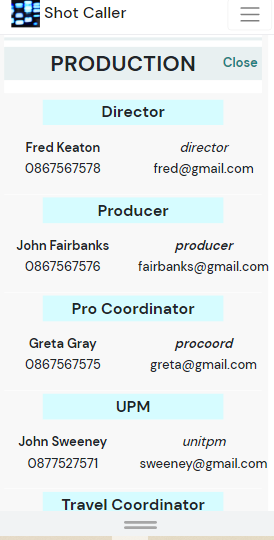 Shot Caller
PRODUCTION Close
Director
Fred Keaton director
0867567578 fred@gmail.com
Producer
John Fairbanks producer
0867567576 fairbanks@gmail.com
Pro Coordinator
Greta Gray procoord
0867567575 greta@gmail.com
UPM
John Sweeney unitpm
0877527571 sweeney@gmail.com
Travel Coordinator